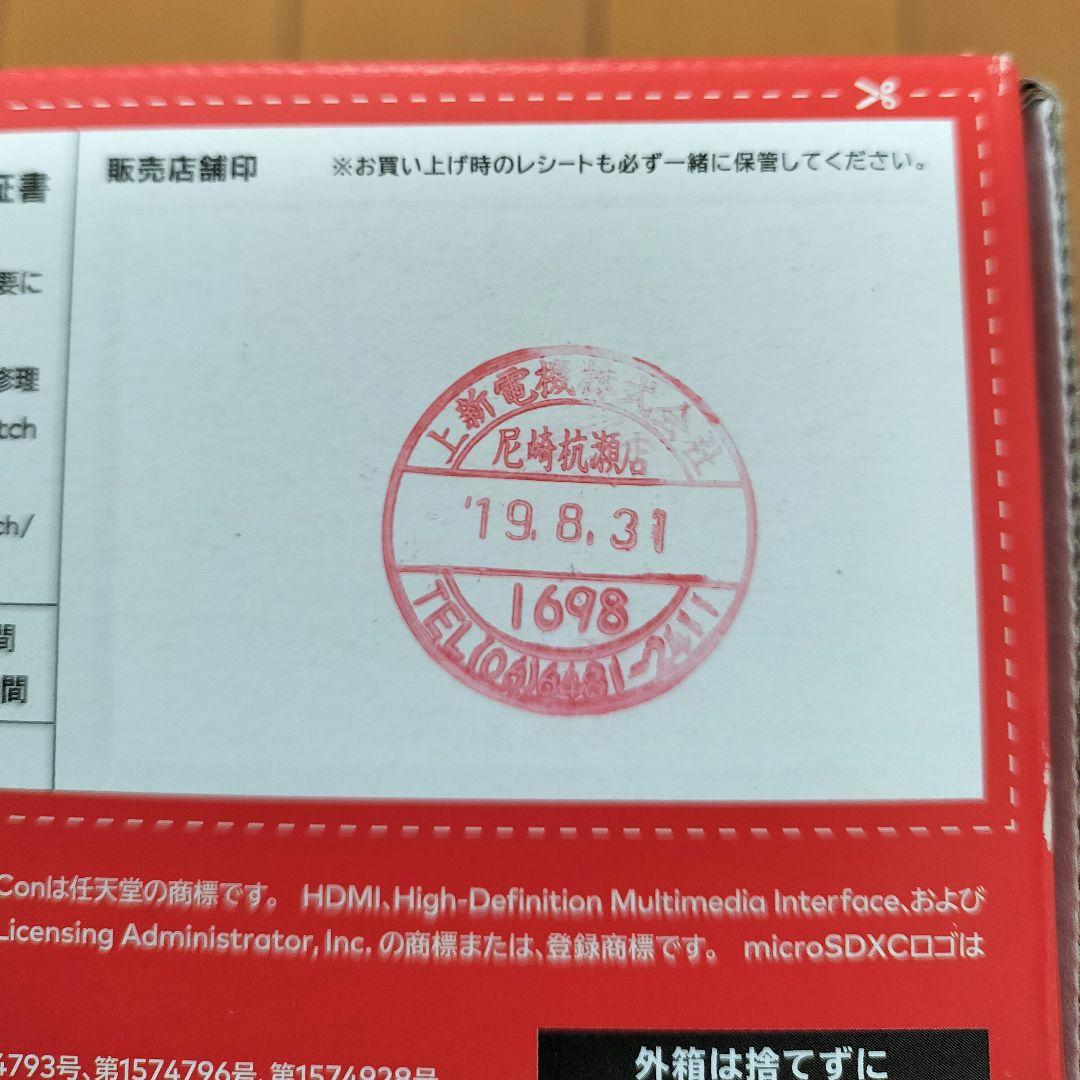 販売店舗印
※お買い上げ時のレシートも必ず一緒に保管してください。
証書
要に
修理
tch
ch/
間
間
上新電機株式会社
尼崎杭瀬店
'19.8.31
1698
TEL(06)6481-2411
Conは任天堂の商標です。 HDMI、High-Definition Multimedia Interface、および
Licensing Administrator, Inc. の商標または、登録商標です。 microSDXCロゴは
4793号、第1574796号、第1574928号
外箱は捨てずに